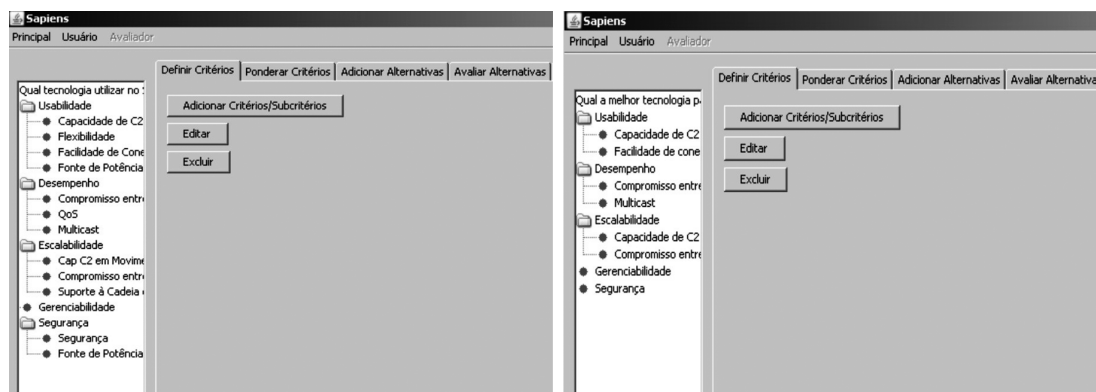 Sapiens
Principal Usuário Avaliador
Definir Critérios Ponderar Critérios Adicionar Alternativas Avaliar Alternativas
Qual tecnologia utilizar no
Usabilidade
Capacidade de C2
Flexibilidade
Facilidade de Cone
Fonte de Potência
Desempenho
Compromisso entr
QoS
Multicast
Escalabilidade
Cap C2 em Movime
Compromisso entr
Suporte à Cadeia
Gerenciabilidade
Segurança
Segurança
Fonte de Potência
Adicionar Critérios/Subcritérios
Editar
Excluir
Sapiens
Principal Usuário Avaliador
Definir Critérios Ponderar Critérios Adicionar Alternativas Avaliar Alternativa
Qual a melhor tecnologia p
Usabilidade
Capacidade de C2
Facilidade de cone
Desempenho
Compromisso entre
Multicast
Escalabilidade
Capacidade de C2
Compromisso entre
Gerenciabilidade
Segurança
Adicionar Critérios/Subcritérios
Editar
Excluir